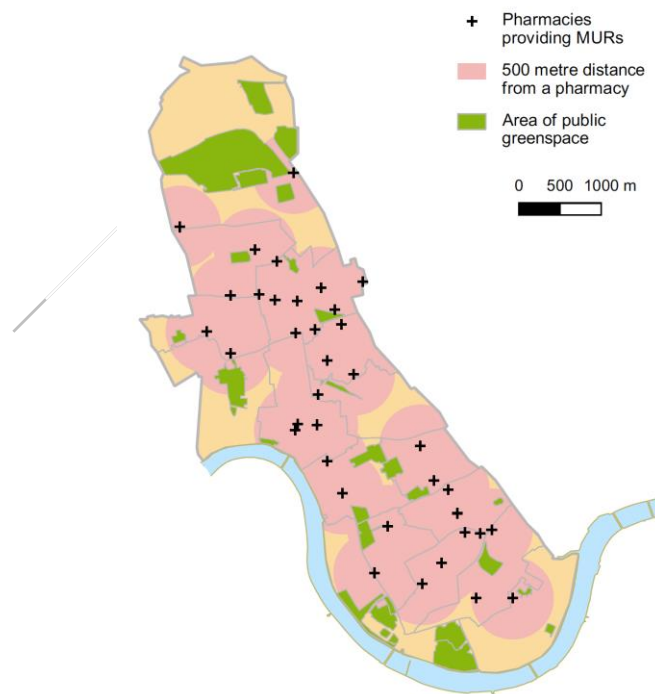 Pharmacies
providing MURs
500 metre distance
from a pharmacy
Area of public
greenspace
0 500 1000 m